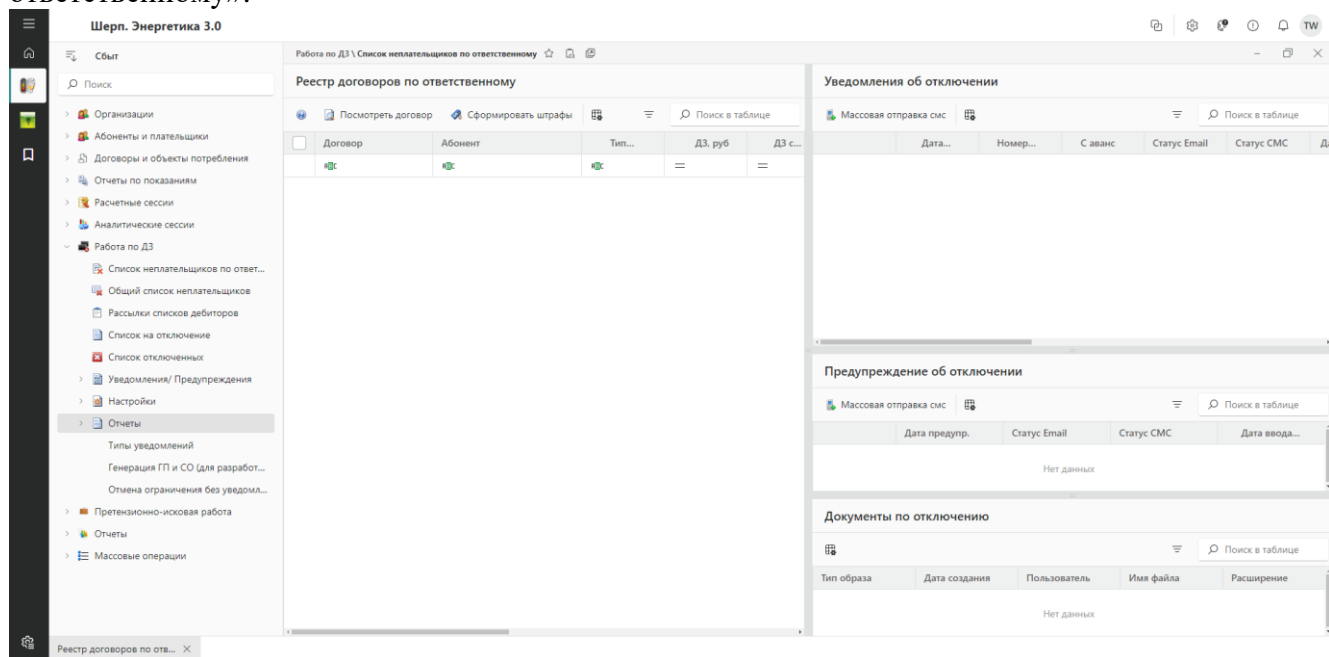 ответственному».
Шерп. Энергетика 3.0
TW
Сбыт
Поиск
Организации
Абоненты и плательщики
Договоры и объекты потребления
Отчеты по показаниям
Расчетные сессии
Аналитические сессии
Работа по ДЗ
Список неплательщиков по ответ...
Общий список неплательщиков
Рассылки списков дебиторов
Список на отключение
Список отключенных
Уведомления/ Предупреждения
Настройки
Отчеты
Типы уведомлений
Генерация ГП и СО (для разработ...
Отмена ограничения без уведомл...
Претензионно-исковая работа
Отчеты
Массовые операции
Работа по ДЗ \ Список неплательщиков по ответственному
Реестр договоров по ответственному
Посмотреть договор Сформировать штрафы Поиск в таблице
Договор Абонент Тип... ДЗ, руб ДЗ с...
Уведомления об отключении
Массовая отправка смс Поиск в таблице
Дата... Номер... С аванс Статус Email Статус СМС Да
Предупреждение об отключении
Массовая отправка смс Поиск в таблице
Дата предупр. Статус Email Статус СМС Дата ввода...
Нет данных
Документы по отключению
Поиск в таблице
Тип образа Дата создания Пользователь Имя файла Расширение
Нет данных
Реестр договоров по отв...